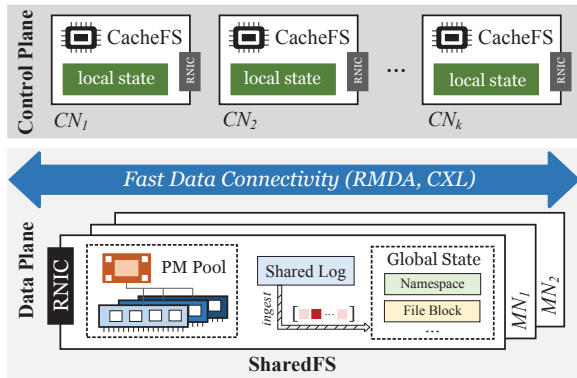 Control Plane
CacheFS
local state
RNIC
CN1
CacheFS
local state
RNIC
CN2
...
CacheFS
local state
RNIC
CNk
Fast Data Connectivity (RMDA, CXL)
Data Plane
RNIC
PM Pool
Shared Log
ingest
[ ... ]
Global State
Namespace
File Block
...
MN1
MN2
SharedFS